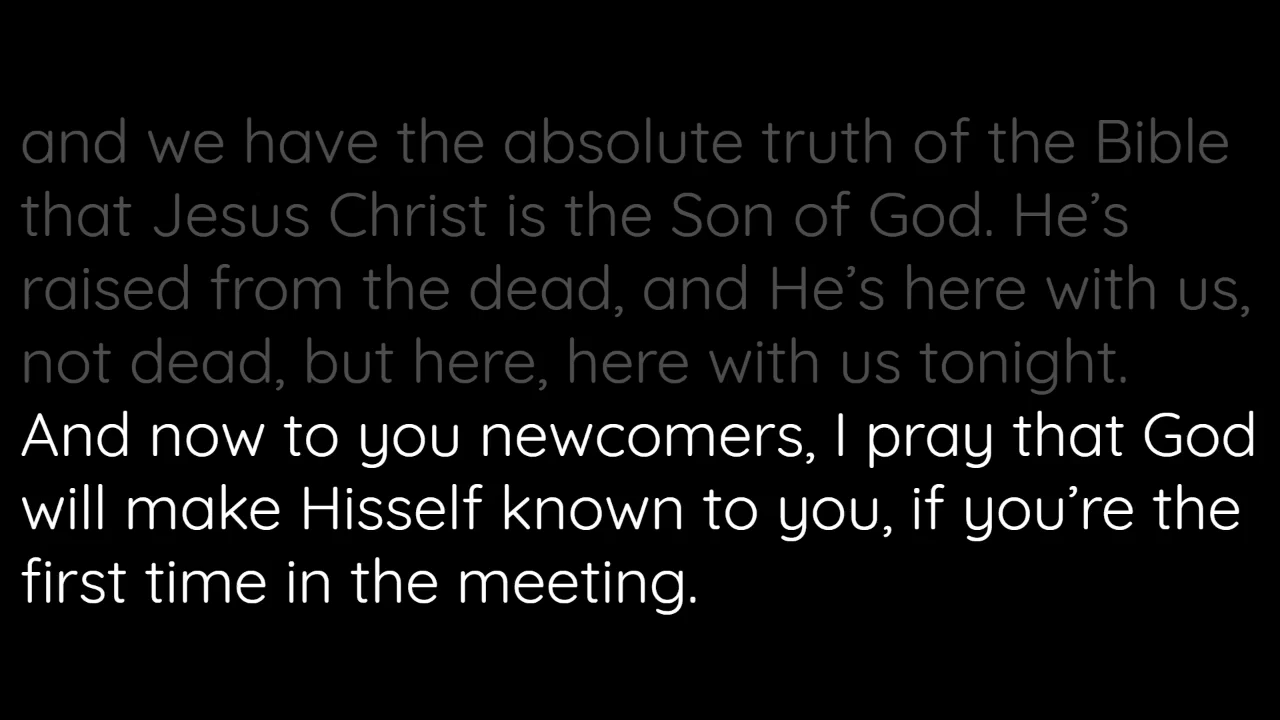 and we have the absolute truth of the Bible
that Jesus Christ is the Son of God. He’s
raised from the dead, and He’s here with us,
not dead, but here, here with us tonight.
And now to you newcomers, I pray that God
will make Hisself known to you, if you’re the
first time in the meeting.